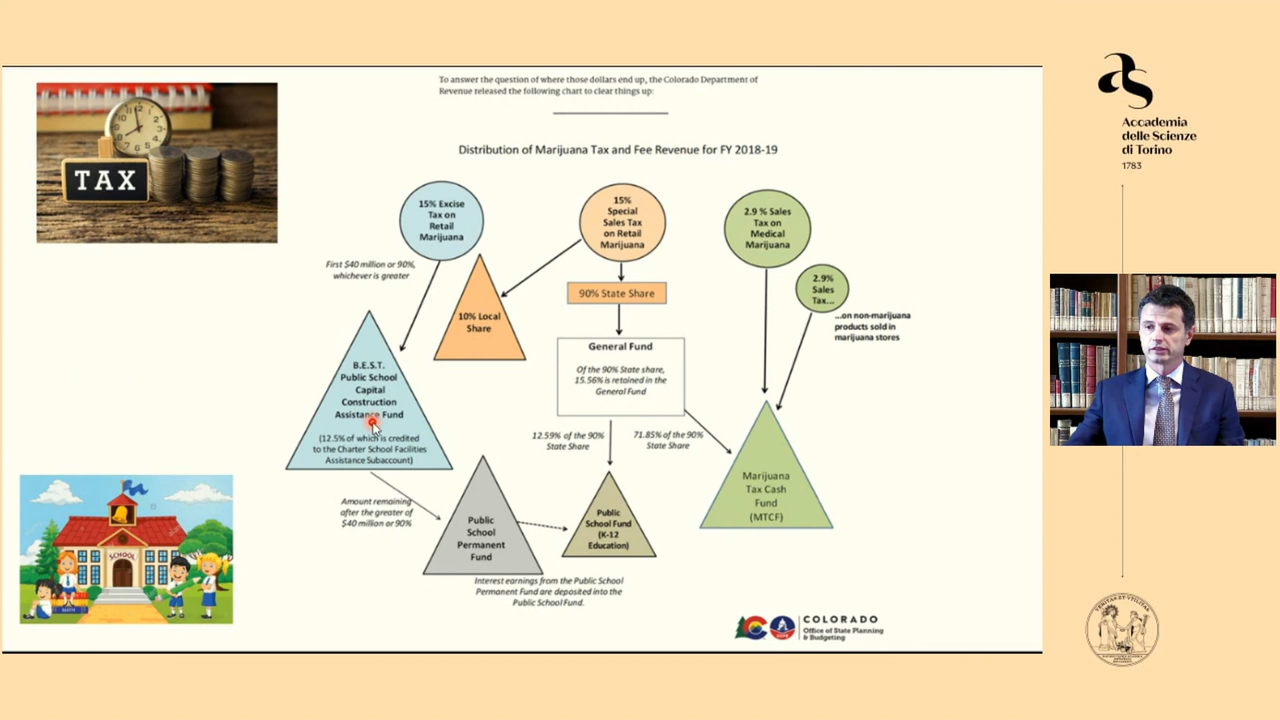 To answer the question of where those dollars end up, the Colorado Department of
Revenue released the following chart to clear things up:
Distribution of Marijuana Tax and Fee Revenue for FY 2018-19
TAX
15% Excise
Tax on
Retail
Marijuana
15%
Special
Sales Tax
on Retail
Marijuana
2.9 % Sales
Tax on
Medical
Marijuana
2.9%
Sales
Tax...
...on non-marijuana
products sold in
marijuana stores
First $40 million or 90%,
whichever is greater
10% Local
Share
90% State Share
General Fund
Of the 90% State share,
15.56% is retained in the
General Fund
B.E.S.T.
Public School
Capital
Construction
Assistance Fund
(12.5% of which is credited
to the Charter School Facilities
Assistance Subaccount)
12.59% of the 90%
State Share
71.85% of the 90%
State Share
Amount remaining
after the greater of
$40 million or 90%
Public
School
Permanent
Fund
Public
School Fund
(K-12
Education)
Marijuana
Tax Cash
Fund
(MTCF)
Interest earnings from the Public School
Permanent Fund are deposited into the
Public School Fund.
SCHOOL
COLORADO
Office of State Planning
& Budgeting
Accademia
delle Scienze
di Torino
1783
VERITAS ET UTILITAS